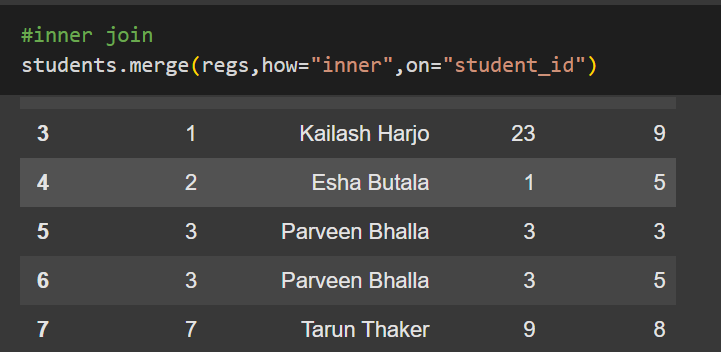 #inner join
students.merge(regs,how="inner",on="student_id")
3 1 Kailash Harjo 23 9
4 2 Esha Butala 1 5
5 3 Parveen Bhalla 3 3
6 3 Parveen Bhalla 3 5
7 7 Tarun Thaker 9 8